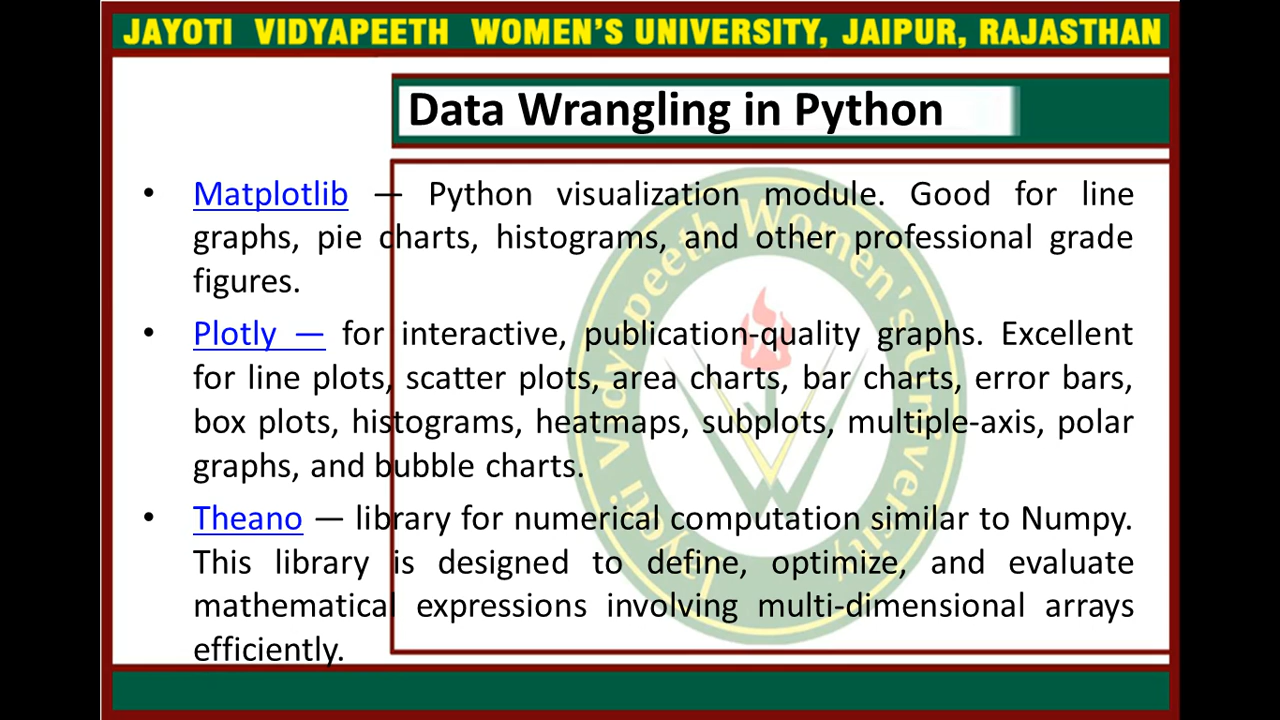 JAYOTI VIDYAPEETH WOMEN'S UNIVERSITY, JAIPUR, RAJASTHAN
Data Wrangling in Python
• Matplotlib — Python visualization module. Good for line
graphs, pie charts, histograms, and other professional grade
figures.
• Plotly — for interactive, publication-quality graphs. Excellent
for line plots, scatter plots, area charts, bar charts, error bars,
box plots, histograms, heatmaps, subplots, multiple-axis, polar
graphs, and bubble charts.
• Theano — library for numerical computation similar to Numpy.
This library is designed to define, optimize, and evaluate
mathematical expressions involving multi-dimensional arrays
efficiently.
Jyoti Vidyapeeth Women's University